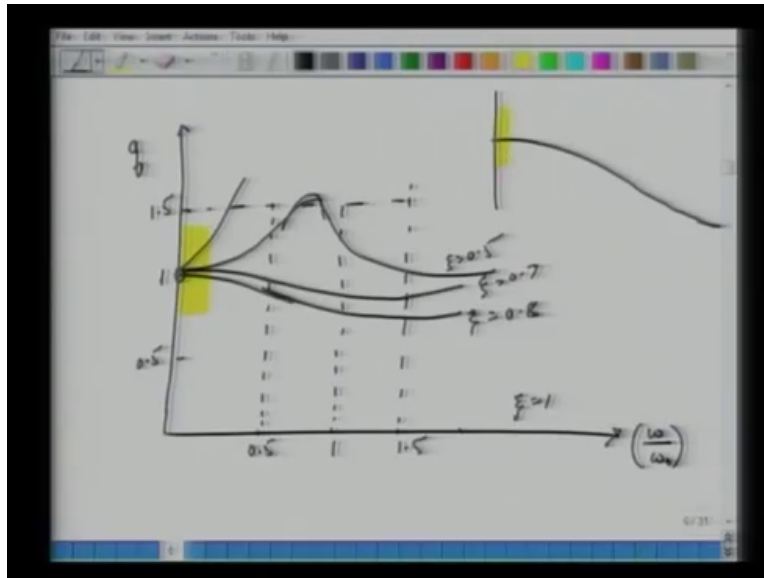 File Edit View Insert Actions Tools Help
1.5
ξ=0.5
1
ξ=0.7
ξ=0.8
0.5
ξ=1
0.5 1 1.5 (ω/ωn)